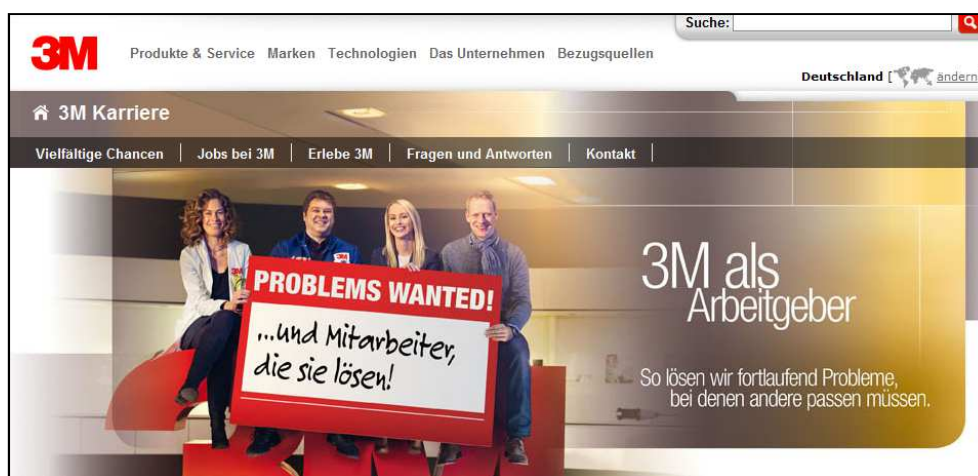 Suche:
3M
Produkte & Service Marken Technologien Das Unternehmen Bezugsquellen
Deutschland [ ändern
3M Karriere
Vielfältige Chancen | Jobs bei 3M | Erlebe 3M | Fragen und Antworten | Kontakt |
PROBLEMS WANTED!
...und Mitarbeiter,
die sie lösen!
3M als
Arbeitgeber
So lösen wir fortlaufend Probleme,
bei denen andere passen müssen.